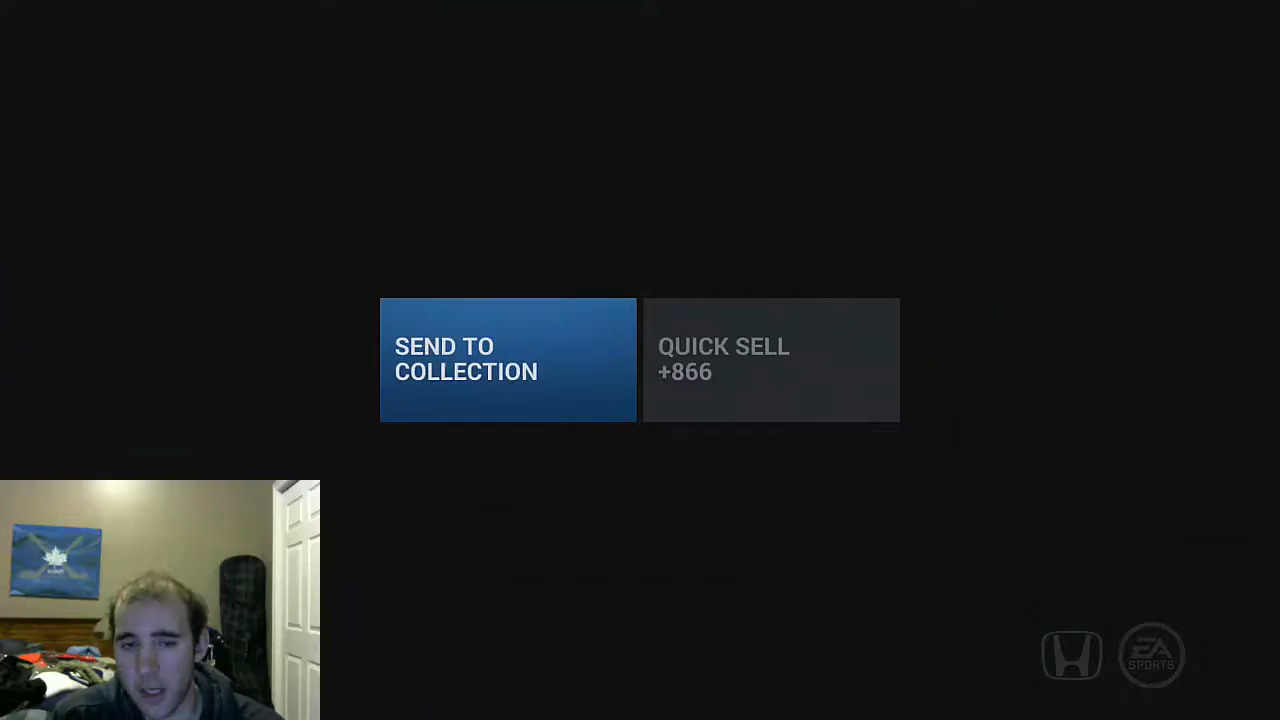 SEND TO
COLLECTION
QUICK SELL
+866
EA
SPORTS